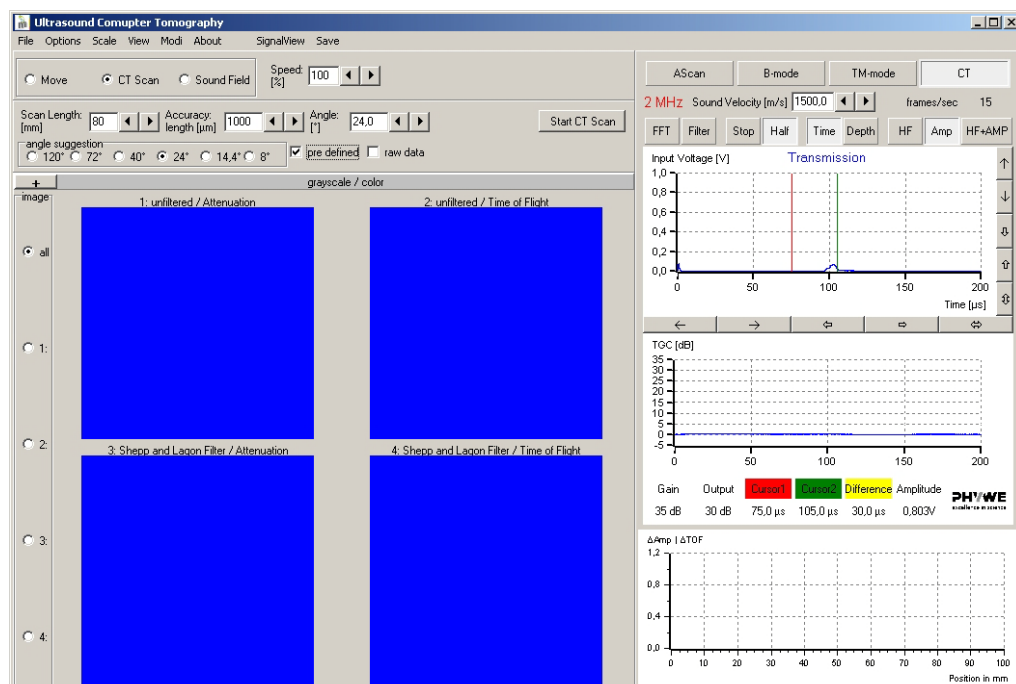 Ultrasound Comupter Tomography
File Options Scale View Modi About SignalView Save
Move CT Scan Sound Field Speed: [%] 100
Scan Length: [mm] 80 Accuracy: length [µm] 1000 Angle: [°] 24,0 Start CT Scan
angle suggestion
120° 72° 40° 24° 14,4° 8° pre defined raw data
+ grayscale / color
image
1: unfiltered / Attenuation 2: unfiltered / Time of Flight
all
1:
2:
3: Shepp and Lagon Filter / Attenuation 4: Shepp and Lagon Filter / Time of Flight
3:
4:
AScan B-mode TM-mode CT
2 MHz Sound Velocity [m/s] 1500,0 frames/sec 15
FFT Filter Stop Half Time Depth HF Amp HF+AMP
Input Voltage [V] Transmission
1,0
0,8
0,6
0,4
0,2
0,0
0 50 100 150 200
Time [µs]
TGC [dB]
35
30
25
20
15
10
5
0
-5
0 50 100 150 200
Gain Output Cursor1 Cursor2 Difference Amplitude
35 dB 30 dB 75,0 µs 105,0 µs 30,0 µs 0,803V
PHYWE
excellence in science
ΔAmp | ΔTOF
1,2
0,8
0,4
0,0
0 10 20 30 40 50 60 70 80 90 100
Position in mm